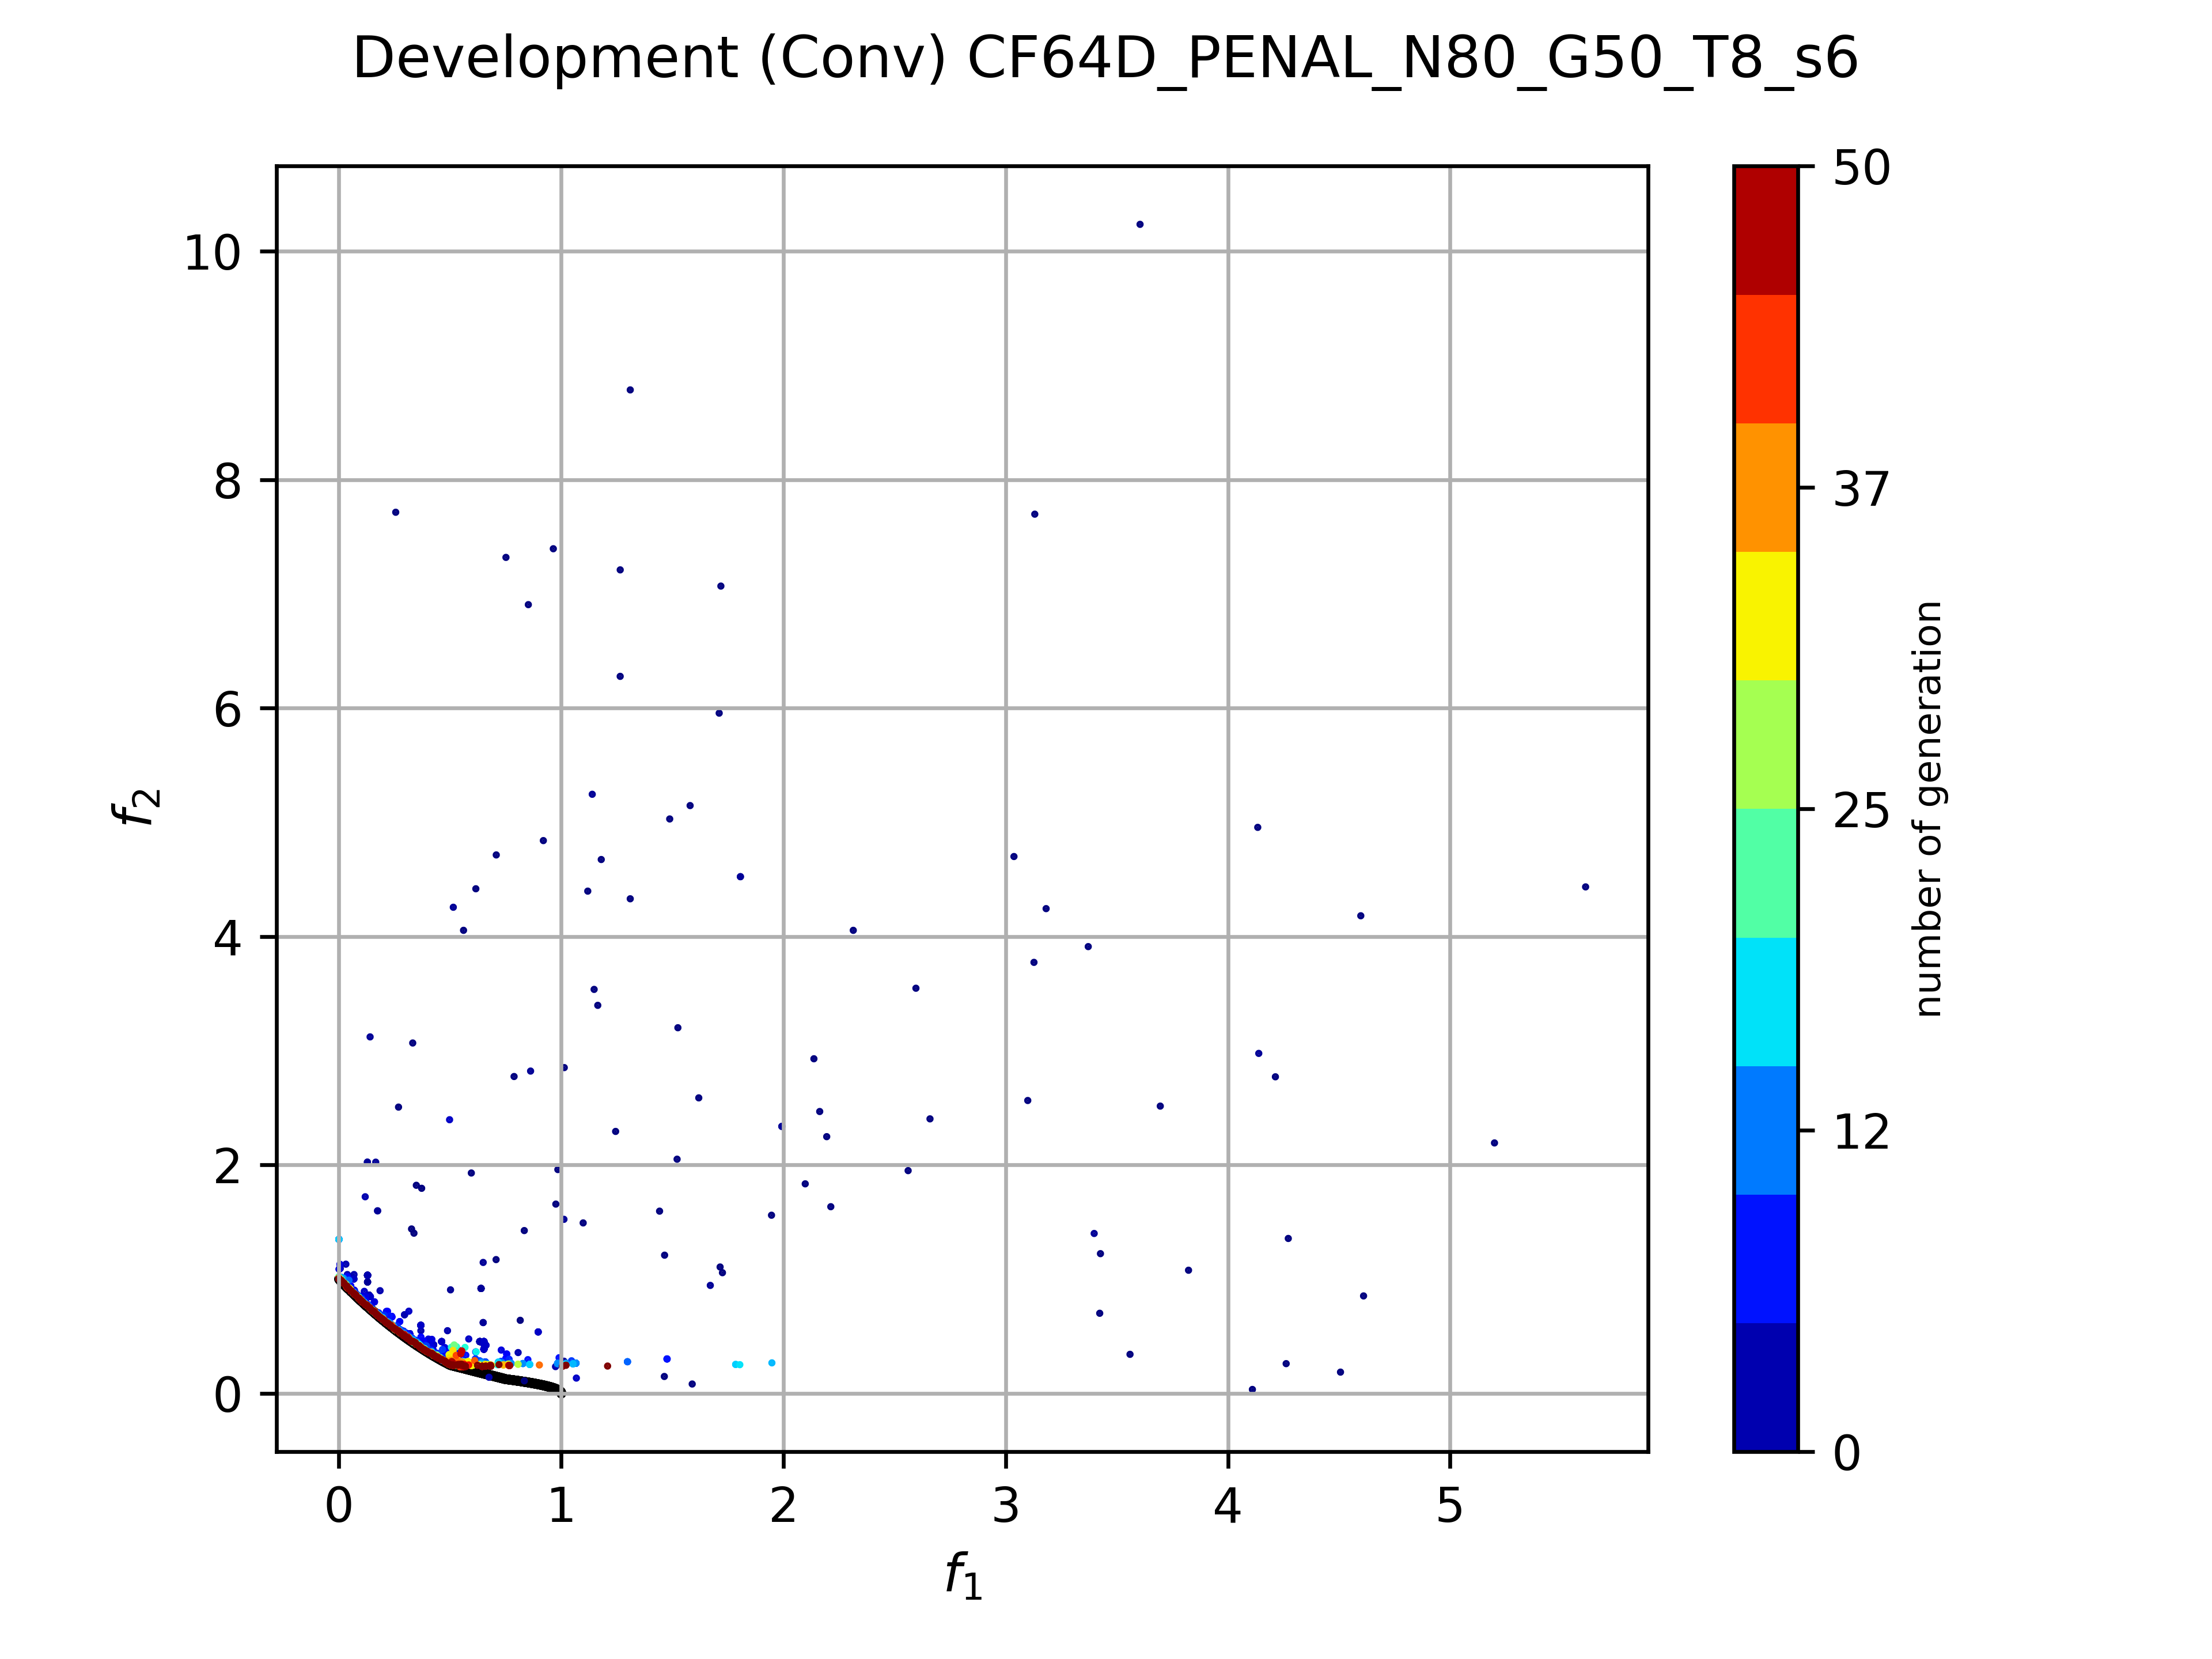 Development (Conv) CF64D_PENAL_N80_G50_T8_s6
10
8
6
4
2
0
f₂
0 1 2 3 4 5
f₁
50
37
25
12
0
number of generation